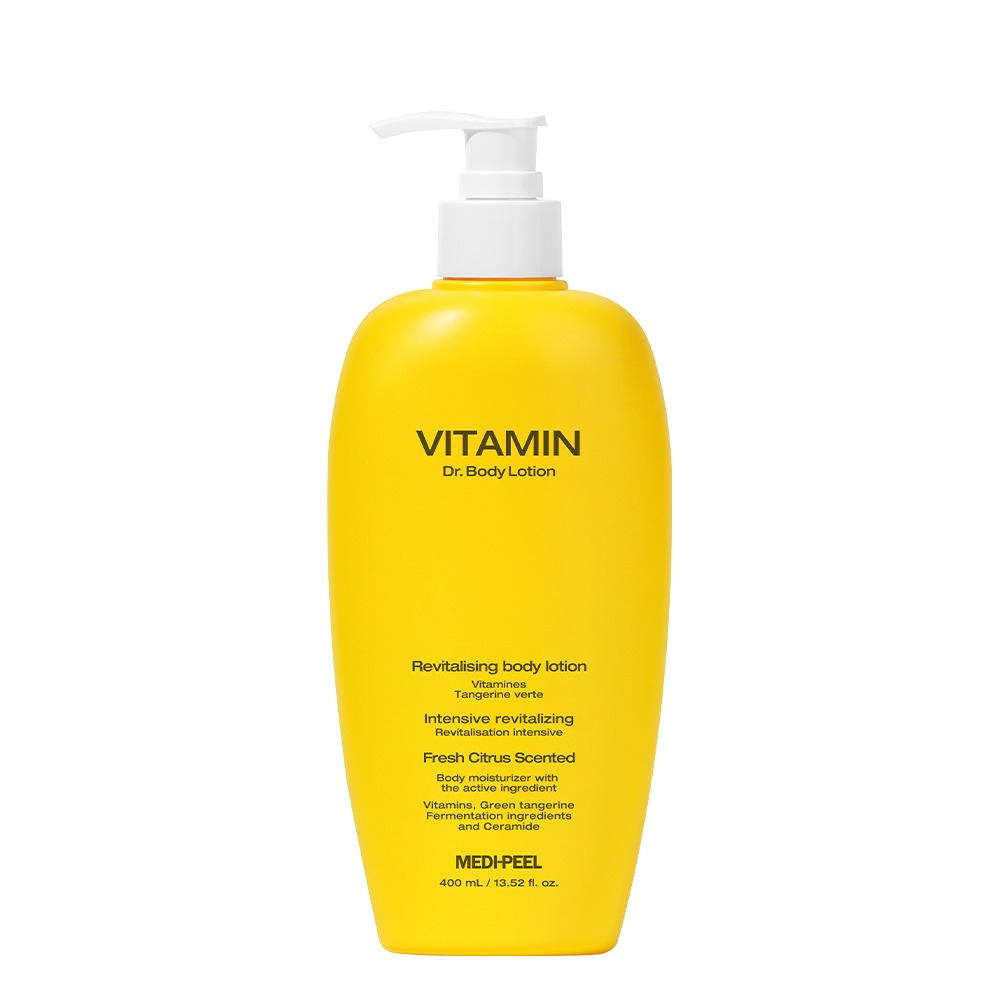 VITAMIN
Dr. Body Lotion
Revitalising body lotion
Vitamines
Tangerine verte
Intensive revitalizing
Revitalisation intensive
Fresh Citrus Scented
Body moisturizer with
the active ingredient
Vitamins, Green tangerine
Fermentation ingredients
and Ceramide
MEDI-PEEL
400 mL / 13.52 fl. oz.